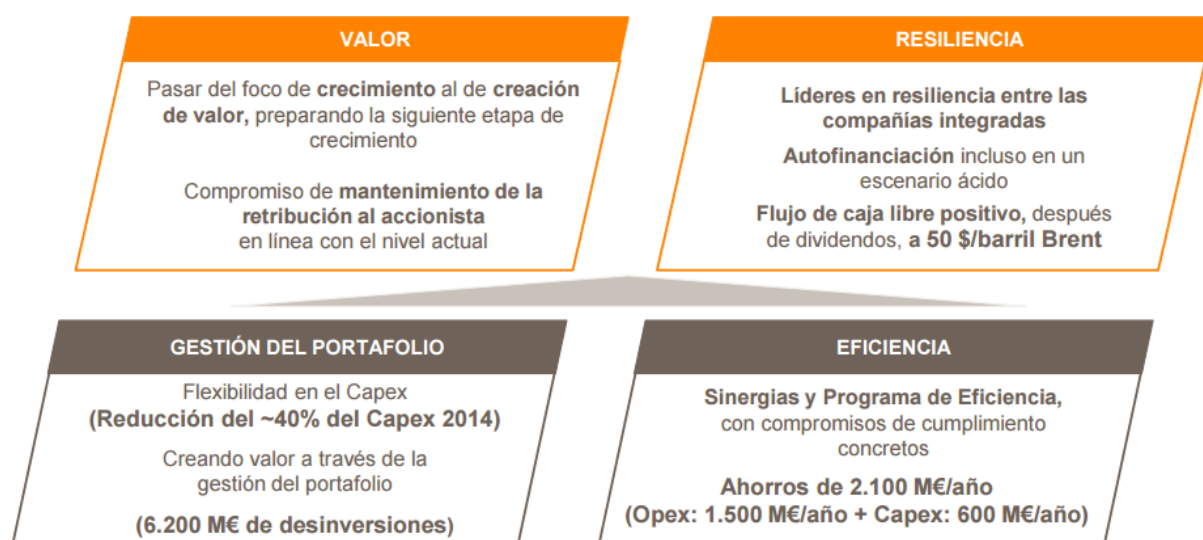 VALOR
Pasar del foco de crecimiento al de creación
de valor, preparando la siguiente etapa de
crecimiento
Compromiso de mantenimiento de la
retribución al accionista
en línea con el nivel actual
RESILIENCIA
Líderes en resiliencia entre las
compañías integradas
Autofinanciación incluso en un
escenario ácido
Flujo de caja libre positivo, después
de dividendos, a 50 $/barril Brent
GESTIÓN DEL PORTAFOLIO
Flexibilidad en el Capex
(Reducción del ~40% del Capex 2014)
Creando valor a través de la
gestión del portafolio
(6.200 M€ de desinversiones)
EFICIENCIA
Sinergias y Programa de Eficiencia,
con compromisos de cumplimiento
concretos
Ahorros de 2.100 M€/año
(Opex: 1.500 M€/año + Capex: 600 M€/año)